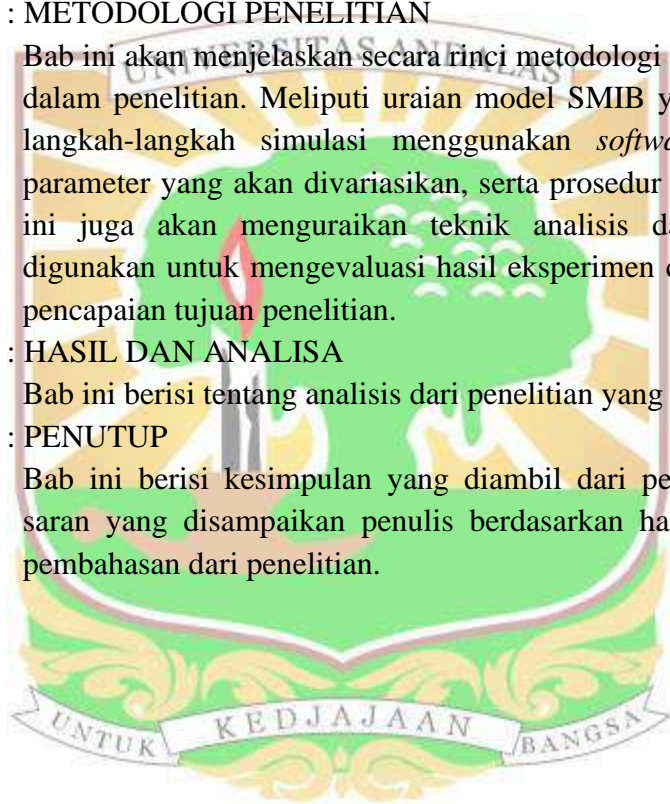 : METODOLOGI PENELITIAN
Bab ini akan menjelaskan secara rinci metodologi
UNIVERSITAS ANDALAS
dalam penelitian. Meliputi uraian model SMIB
langkah-langkah simulasi menggunakan
parameter yang akan divariasikan, serta prosedur
ini juga akan menguraikan teknik analisis
digunakan untuk mengevaluasi hasil eksperimen
pencapaian tujuan penelitian.
: HASIL DAN ANALISA
Bab ini berisi tentang analisis dari penelitian yang
: PENUTUP
Bab ini berisi kesimpulan yang diambil dari
saran yang disampaikan penulis berdasarkan
pembahasan dari penelitian.
UNTUK KEDJAJAAN BANGSA